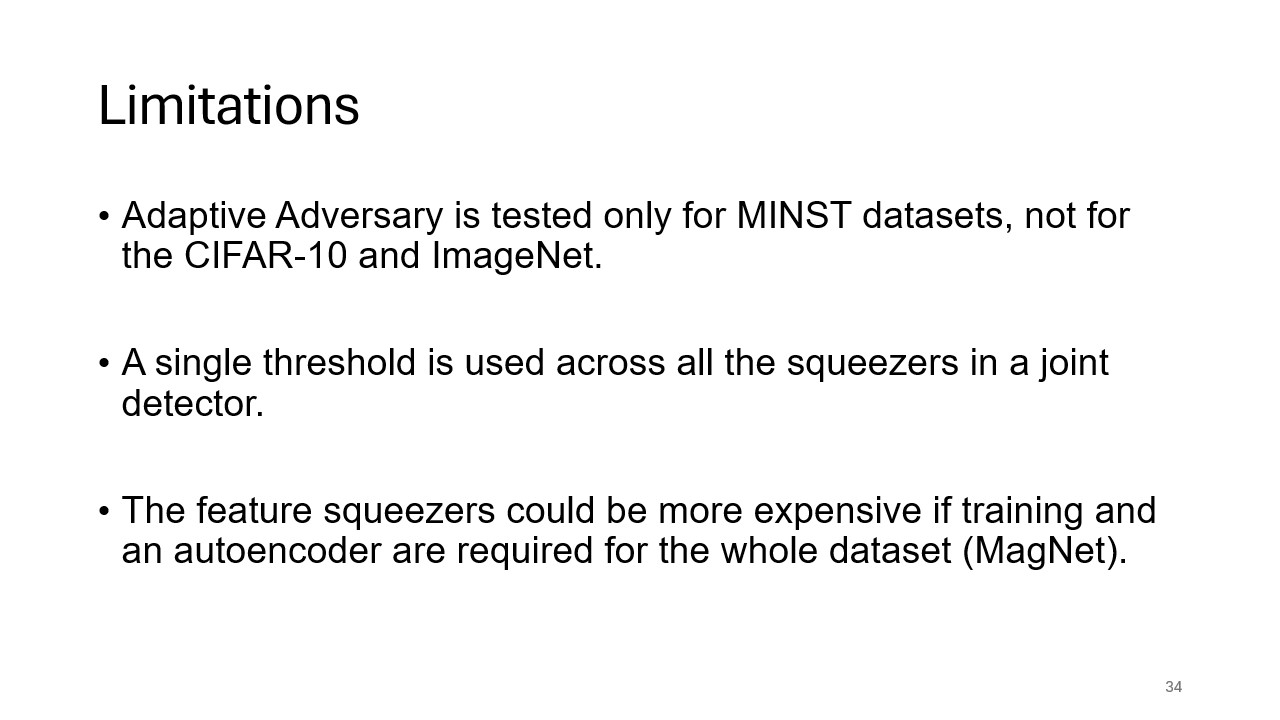 Limitations
• Adaptive Adversary is tested only for MINST datasets, not for
the CIFAR-10 and ImageNet.
• A single threshold is used across all the squeezers in a joint
detector.
• The feature squeezers could be more expensive if training and
an autoencoder are required for the whole dataset (MagNet).
34